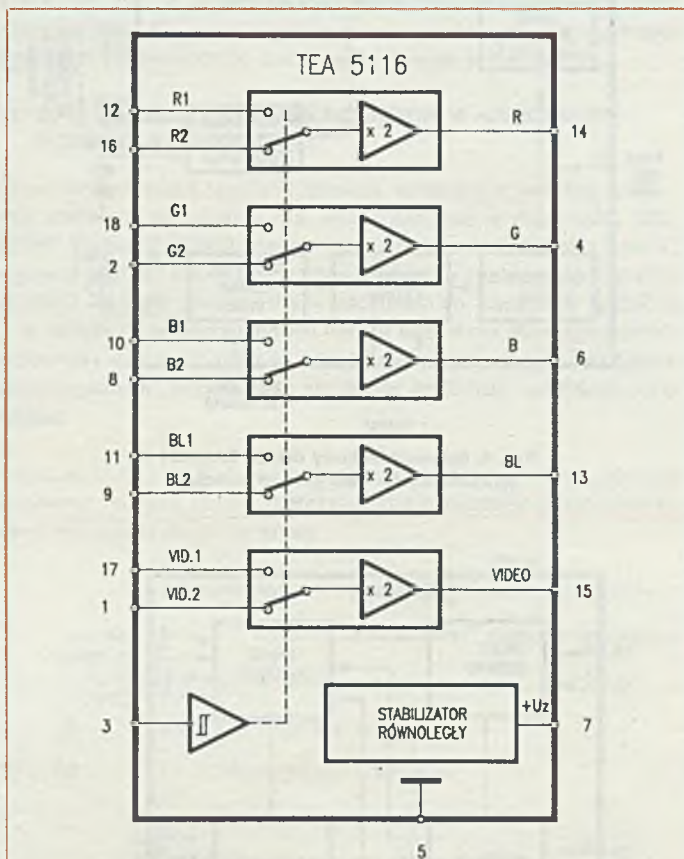 TEA 5116
12 R1 R 14
16 R2 x 2
18 G1 G 4
2 G2 x 2
10 B1 B 6
8 B2 x 2
11 BL1 BL 13
9 BL2 x 2
17 VID.1 VIDEO 15
1 VID.2 x 2
3 STABILIZATOR RÓWNOLEGŁY +Uz 7
5